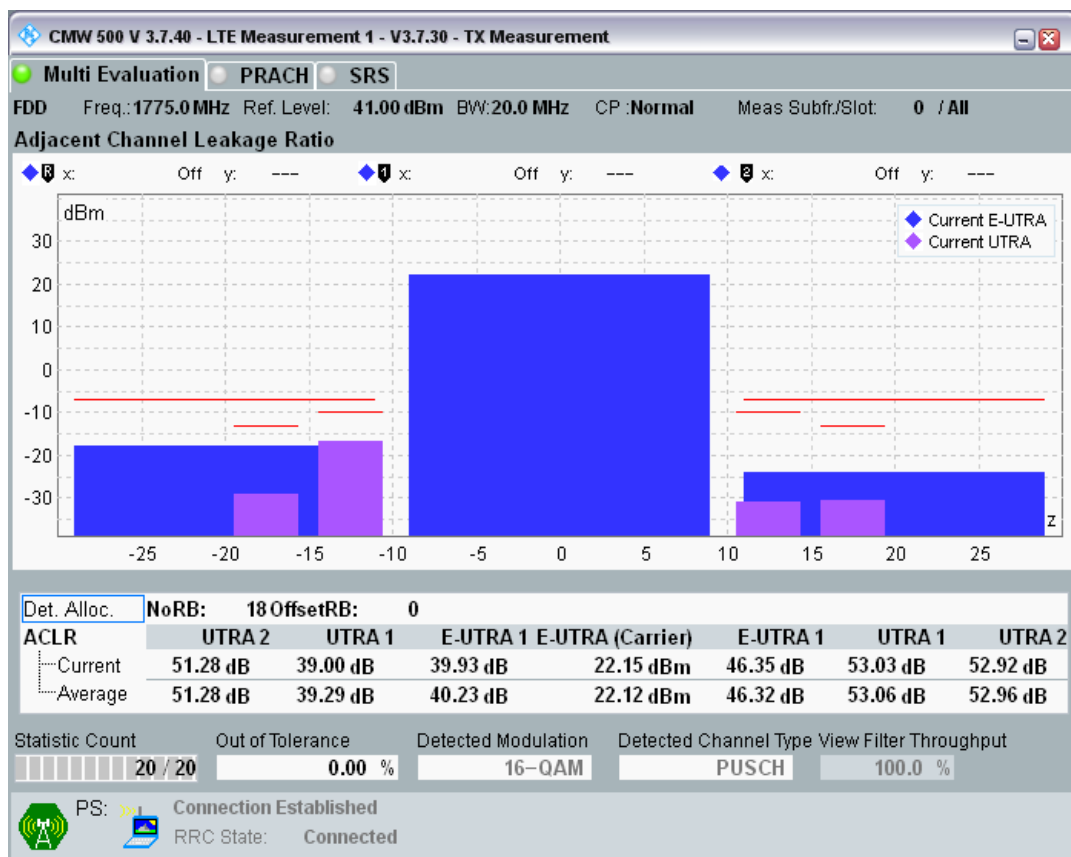 CMW 500 V 3.7.40 - LTE Measurement 1 - V3.7.30 - TX Measurement
Multi Evaluation PRACH SRS
FDD Freq.:1775.0 MHz Ref. Level: 41.00 dBm BW:20.0 MHz CP :Normal Meas Subfr./Slot: 0 / All
Adjacent Channel Leakage Ratio
R x: Off y: --- 1 x: Off y: --- 2 x: Off y: ---
dBm
Current E-UTRA
Current UTRA
30
20
10
0
-10
-20
-30
z
-25 -20 -15 -10 -5 0 5 10 15 20 25
Det. Alloc. NoRB: 18 OffsetRB: 0
ACLR UTRA 2 UTRA 1 E-UTRA 1 E-UTRA (Carrier) E-UTRA 1 UTRA 1 UTRA 2
Current 51.28 dB 39.00 dB 39.93 dB 22.15 dBm 46.35 dB 53.03 dB 52.92 dB
Average 51.28 dB 39.29 dB 40.23 dB 22.12 dBm 46.32 dB 53.06 dB 52.96 dB
Statistic Count Out of Tolerance Detected Modulation Detected Channel Type View Filter Throughput
20 / 20 0.00 % 16-QAM PUSCH 100.0 %
PS: Connection Established
RRC State: Connected